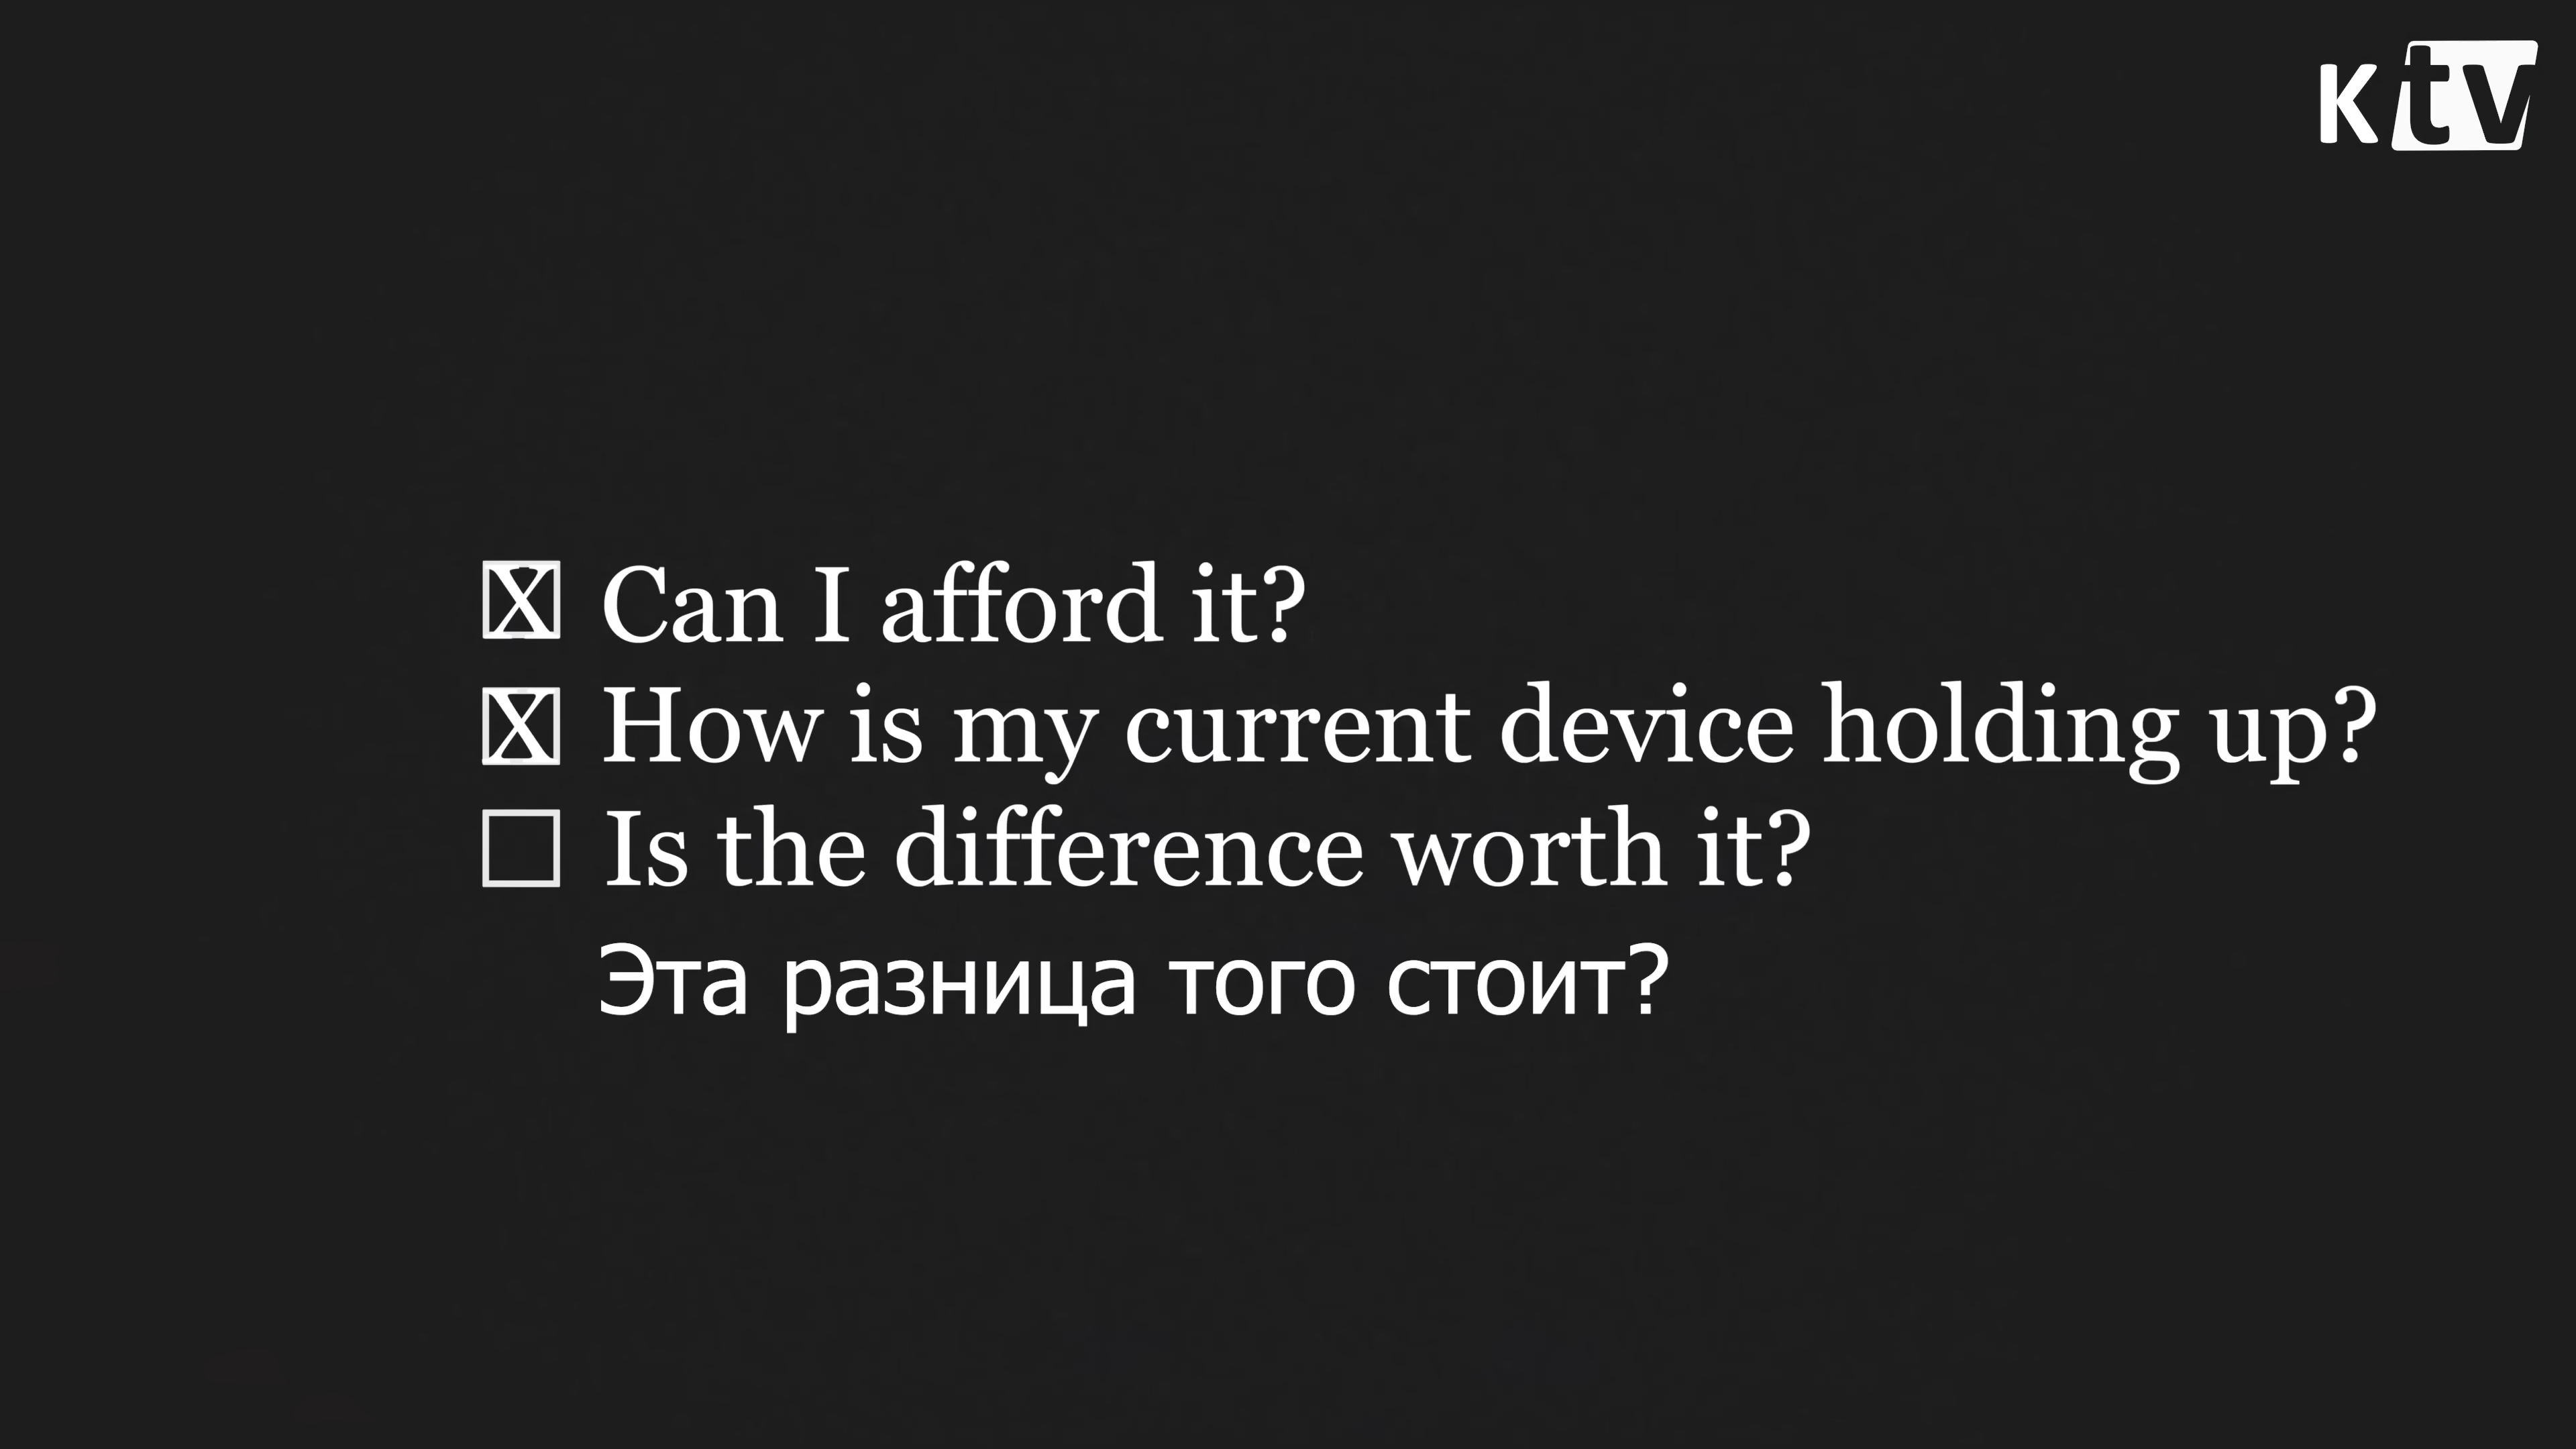 Ktv
X Can I afford it?
X How is my current device holding up?
Is the difference worth it?
Эта разница того стоит?